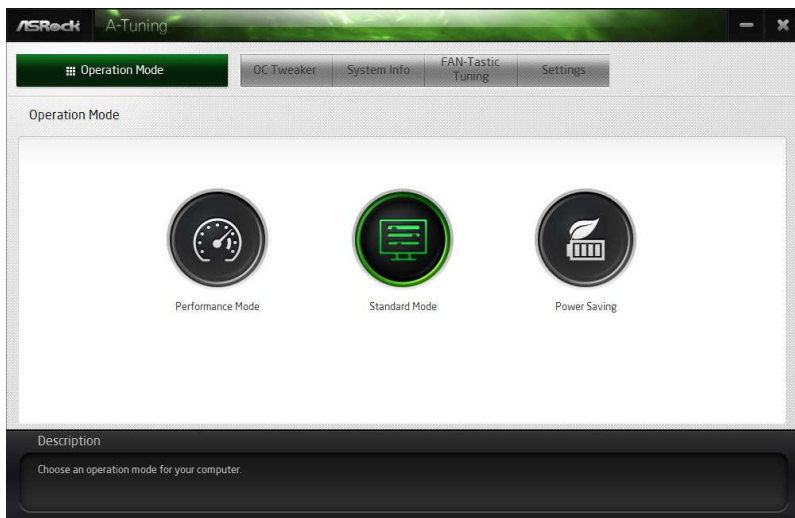 ASRock A-Tuning
Operation Mode OC Tweaker System Info FAN-Tastic Tuning Settings
Operation Mode
Performance Mode Standard Mode Power Saving
Description
Choose an operation mode for your computer.